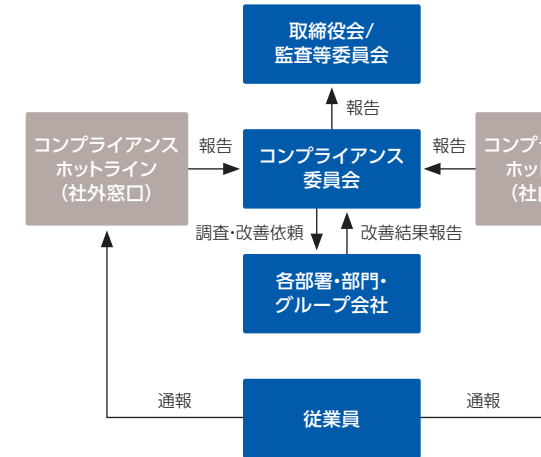 取締役会/
監査等委員会
報告
コンプライアンス
ホットライン
（社外窓口）
報告
コンプライアンス
委員会
報告
コンプ
ホッ
（社
調査・改善依頼
改善結果報告
各部署・部門・
グループ会社
通報
従業員
通報